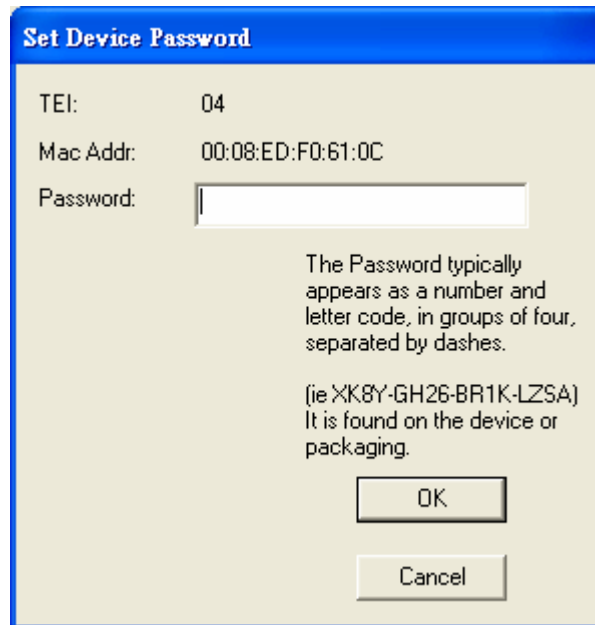 Set Device Password
TEI: 04
Mac Addr: 00:08:ED:F0:61:0C
Password:
The Password typically
appears as a number and
letter code, in groups of four,
separated by dashes.
(ie XK8Y-GH26-BR1K-LZSA)
It is found on the device or
packaging.
OK
Cancel